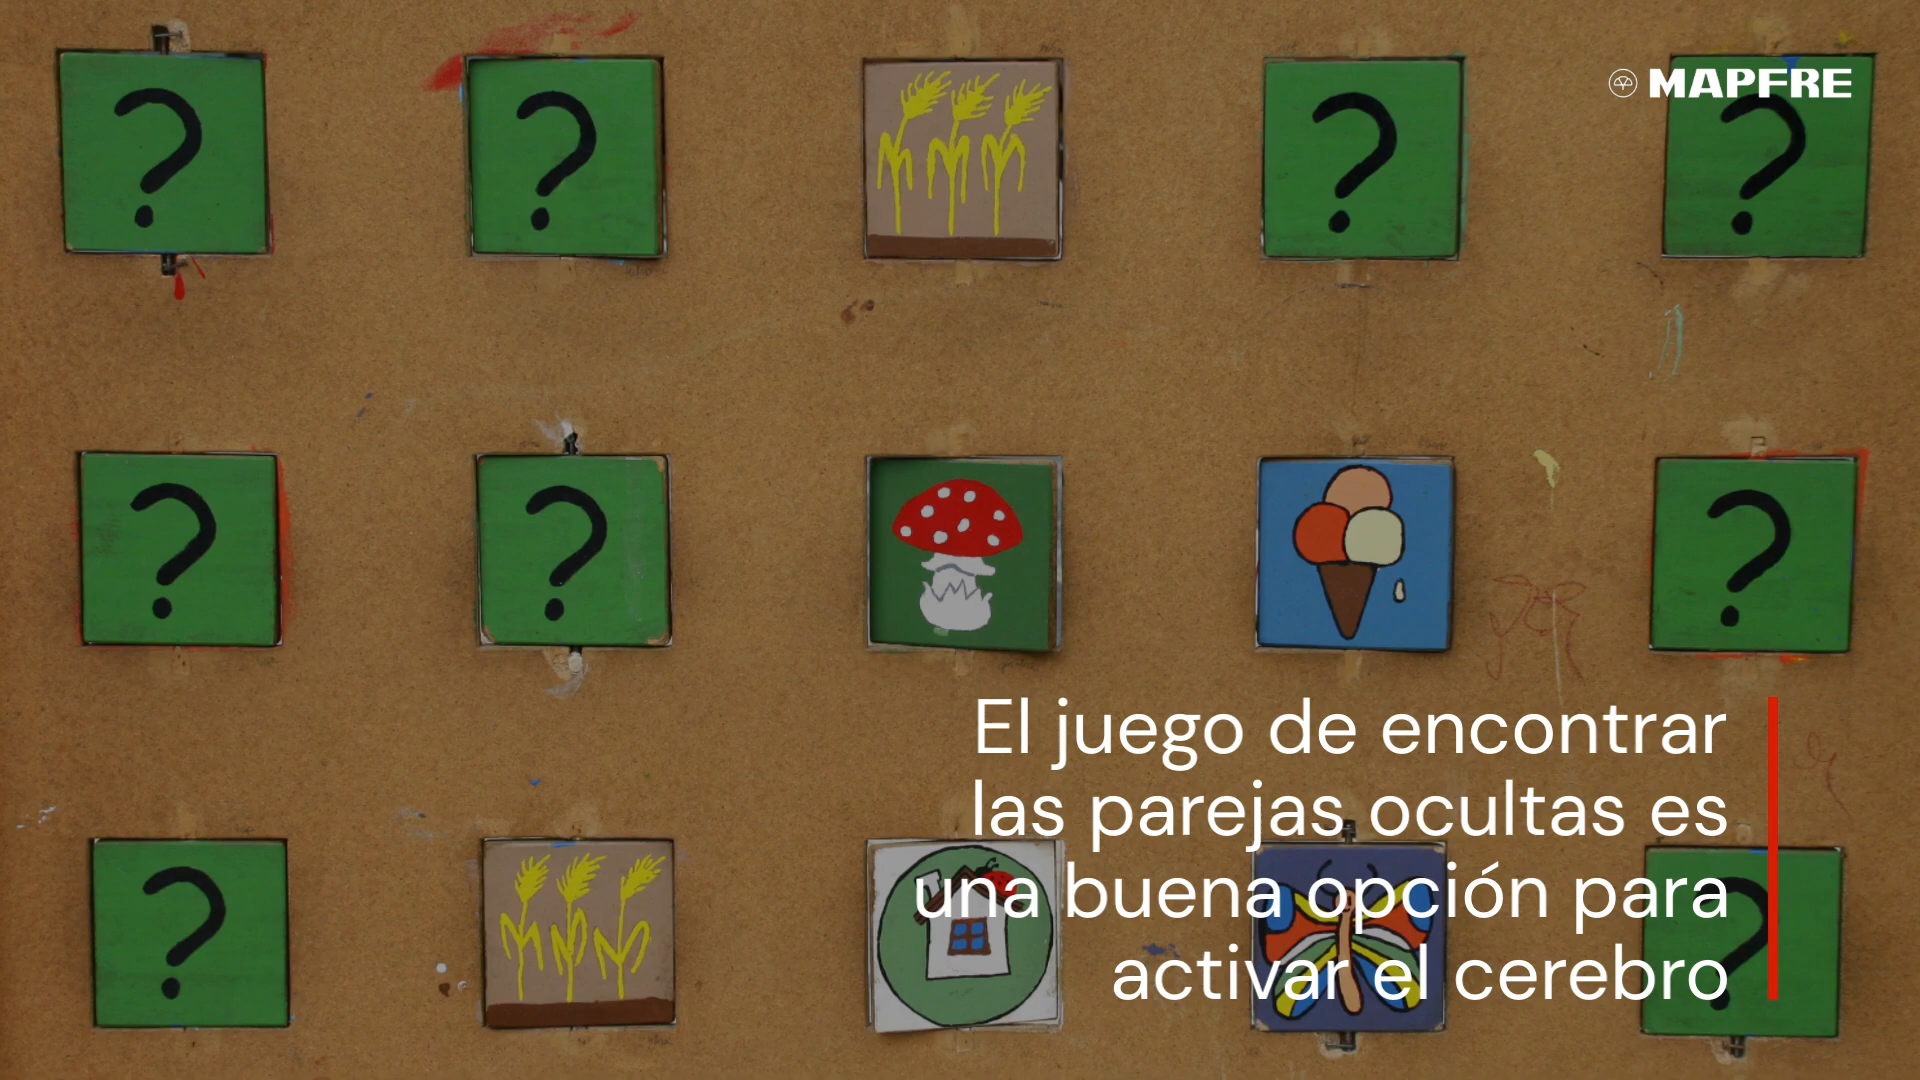 ? ? ? ?
MAPFRE
? ? ?
El juego de encontrar
las parejas ocultas es
una buena opción para
activar el cerebro
? ?